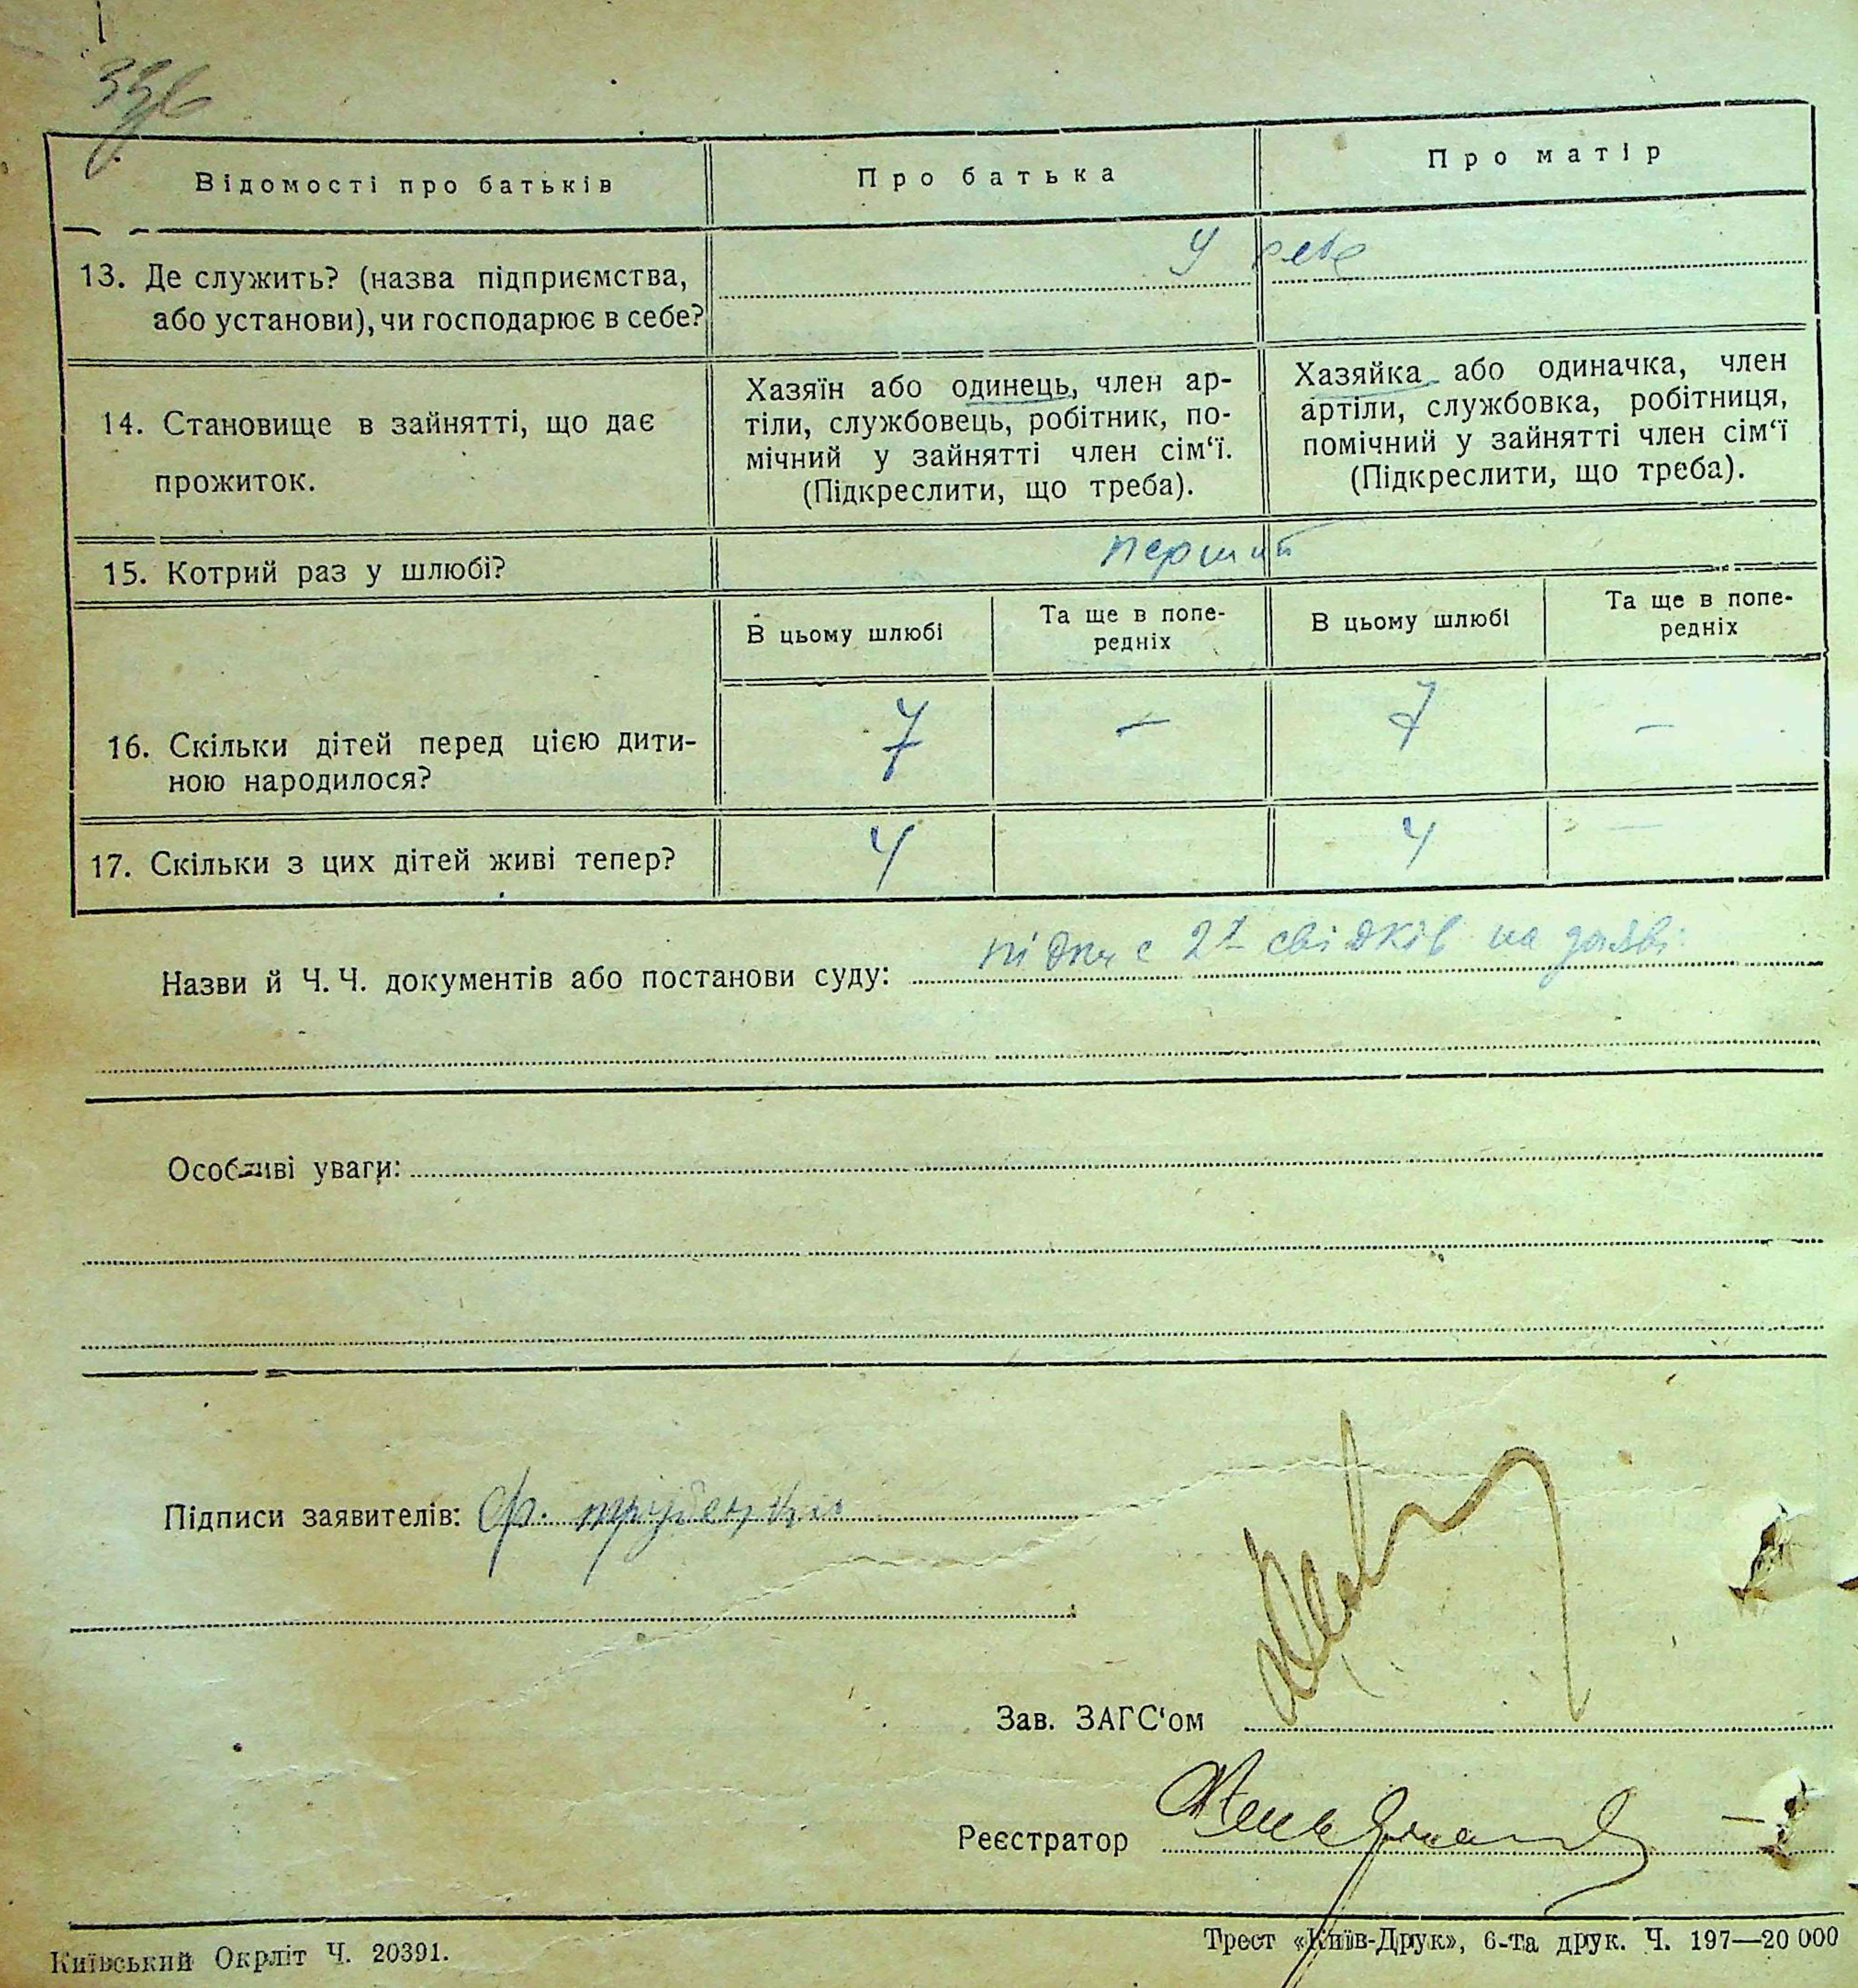 Відомості про батьків
Про батька
Про матір
13. Де служить? (назва підприємства,
або установи), чи господарює в себе?
У себе
14. Становище в зайнятті, що дає
прожиток.
Хазяїн або одинець, член ар-
тіли, службовець, робітник, по-
мічний у зайнятті член сім‘ї.
(Підкреслити, що треба).
Хазяйка або одиначка, член
артіли, службовка, робітниця,
помічний у зайнятті член сім‘ї
(Підкреслити, що треба).
15. Котрий раз у шлюбі?
перший
В цьому шлюбі
Та ще в попе-
редніх
В цьому шлюбі
Та ще в попе-
редніх
16. Скільки дітей перед цією дити-
ною народилося?
7 — 7 —
17. Скільки з цих дітей живі тепер?
4 4 —
Назви й Ч. Ч. документів або постанови суду: підпис 2х свідків на заяві
Особливі уваги:
Підписи заявителів:
Зав. ЗАГС‘ом
Реєстратор
Київський Окрліт Ч. 20391.
Трест «Київ-Друк», 6-та друк. Ч. 197—20 000